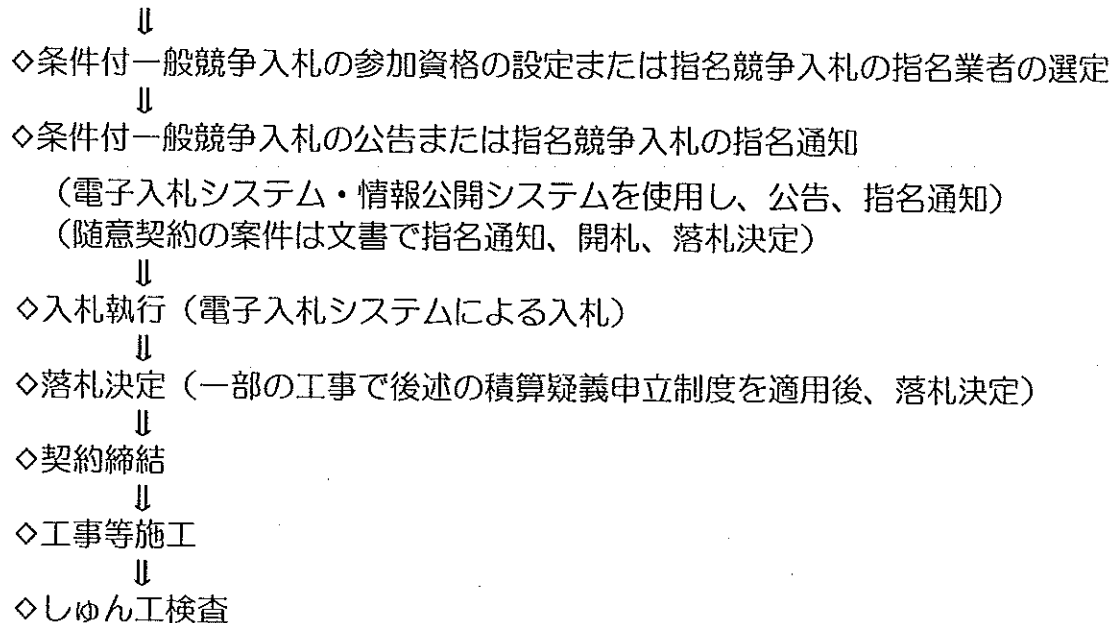 ⇓
◇条件付一般競争入札の参加資格の設定または指名競争入札の指名業者の選定
⇓
◇条件付一般競争入札の公告または指名競争入札の指名通知
（電子入札システム・情報公開システムを使用し、公告、指名通知）
（随意契約の案件は文書で指名通知、開札、落札決定）
⇓
◇入札執行（電子入札システムによる入札）
⇓
◇落札決定（一部の工事で後述の積算疑義申立制度を適用後、落札決定）
⇓
◇契約締結
⇓
◇工事等施工
⇓
◇しゅん工検査